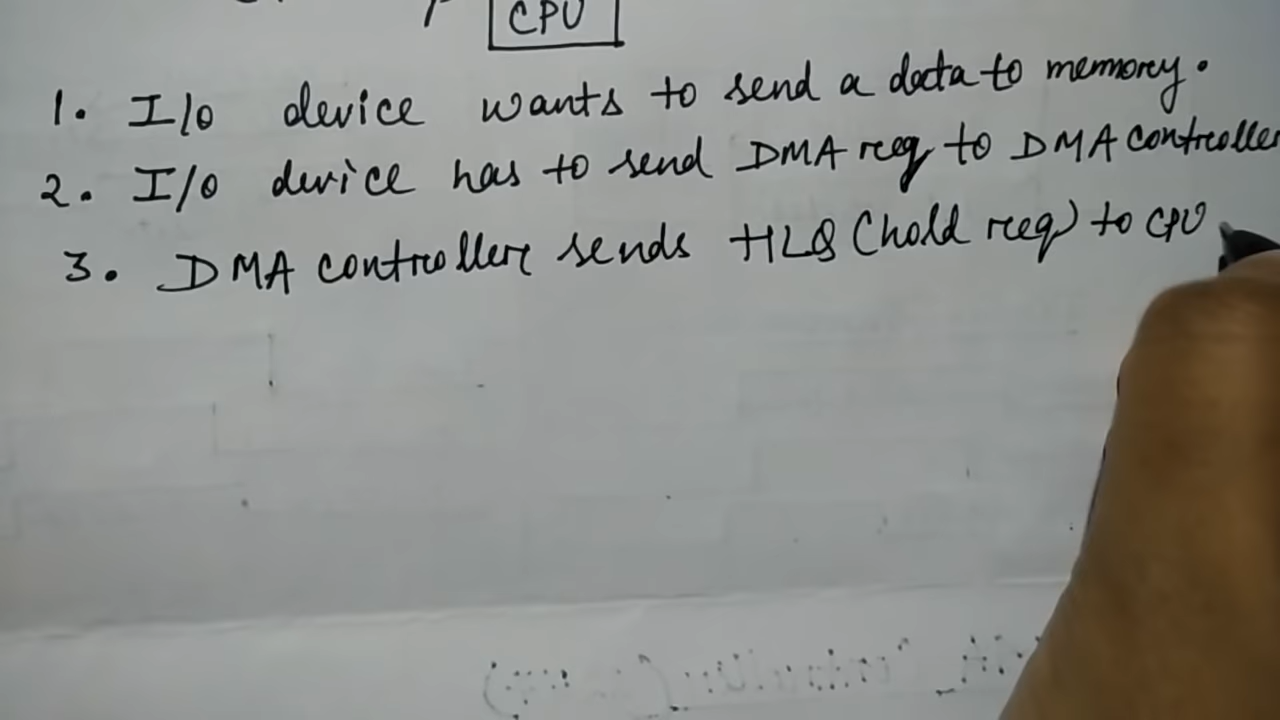 CPU
1. I/O device wants to send a data to memory.
2. I/O device has to send DMA req to DMA controller
3. DMA controller sends HLQ (hold req) to CPU